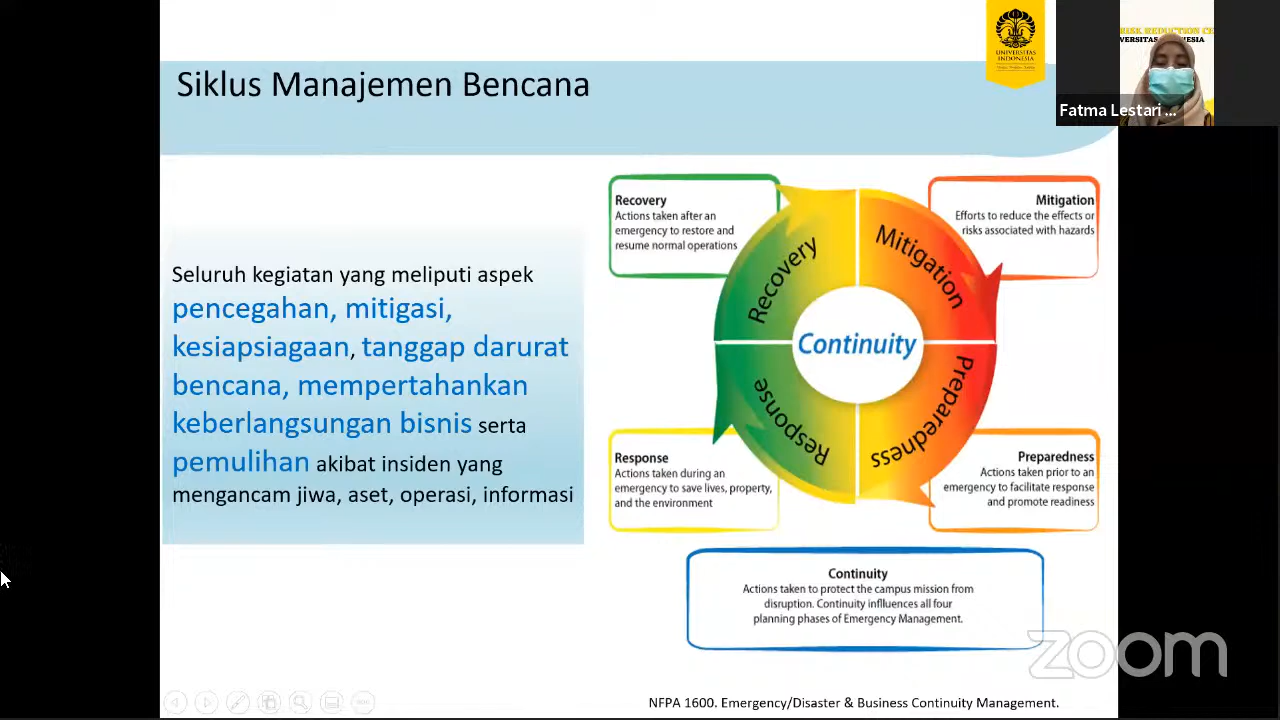 Siklus Manajemen Bencana
UNIVERSITAS
INDONESIA
RISK REDUCTION CE
VERSITAS INDONESIA
Fatma Lestari ...
Seluruh kegiatan yang meliputi aspek
pencegahan, mitigasi,
kesiapsiagaan, tanggap darurat
bencana, mempertahankan
keberlangsungan bisnis serta
pemulihan akibat insiden yang
mengancam jiwa, aset, operasi, informasi
Recovery
Actions taken after an
emergency to restore and
resume normal operations
Mitigation
Efforts to reduce the effects or
risks associated with hazards
Recovery
Mitigation
Continuity
Response
Preparedness
Response
Actions taken during an
emergency to save lives, property,
and the environment
Preparedness
Actions taken prior to an
emergency to facilitate response
and promote readiness
Continuity
Actions taken to protect the campus mission from
disruption. Continuity influences all four
planning phases of Emergency Management.
zoom
NFPA 1600. Emergency/Disaster & Business Continuity Management.